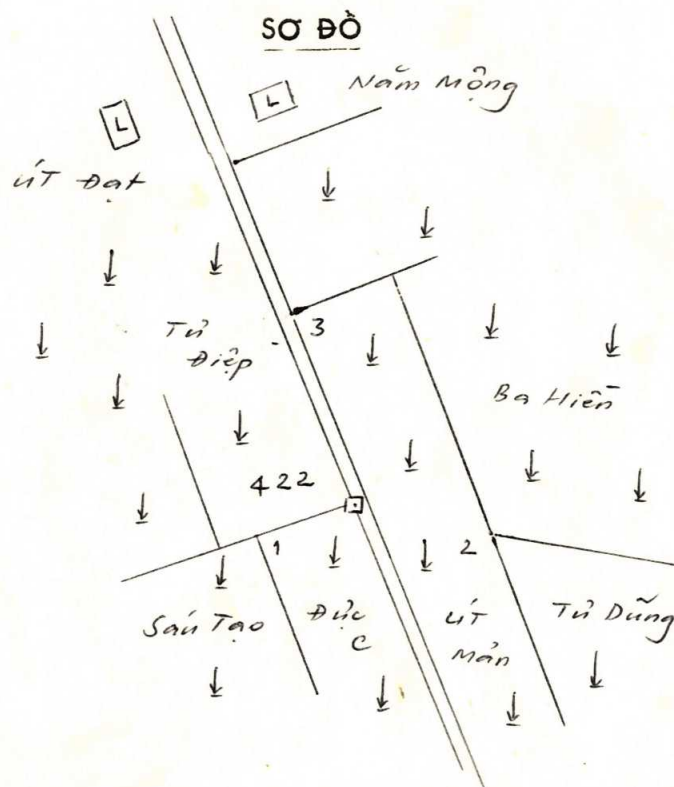 SƠ ĐỒ
L
L
Năm Mộng
ÚT Đạt
3
Tư
Điệp
Ba Hiền
422
1
2
Sáu Tạo
Đức
C
ÚT
Mẫn
Tư Dũng